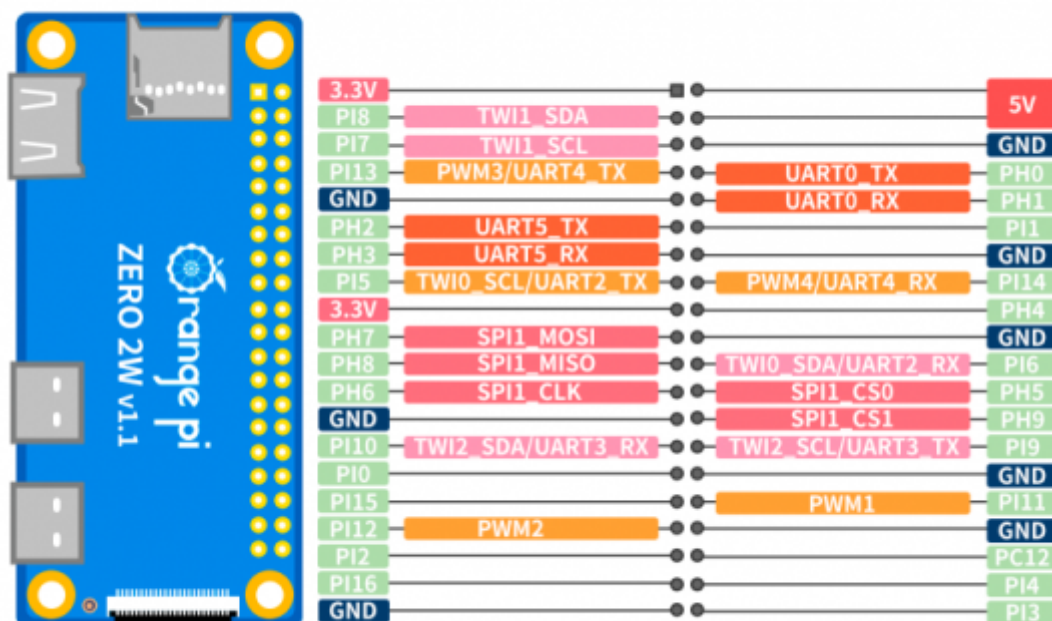 3.3V 5V
PI8 TWI1_SDA
PI7 TWI1_SCL GND
PI13 PWM3/UART4_TX UART0_TX PH0
GND UART0_RX PH1
PH2 UART5_TX PI1
PH3 UART5_RX GND
PI5 TWI0_SCL/UART2_TX PWM4/UART4_RX PI14
3.3V PH4
PH7 SPI1_MOSI GND
PH8 SPI1_MISO TWI0_SDA/UART2_RX PI6
PH6 SPI1_CLK SPI1_CS0 PH5
GND SPI1_CS1 PH9
PI10 TWI2_SDA/UART3_RX TWI2_SCL/UART3_TX PI9
PI0 GND
PI15 PWM1 PI11
PI12 PWM2 GND
PI2 PC12
PI16 PI4
GND PI3
range pi
ZERO 2W v1.1